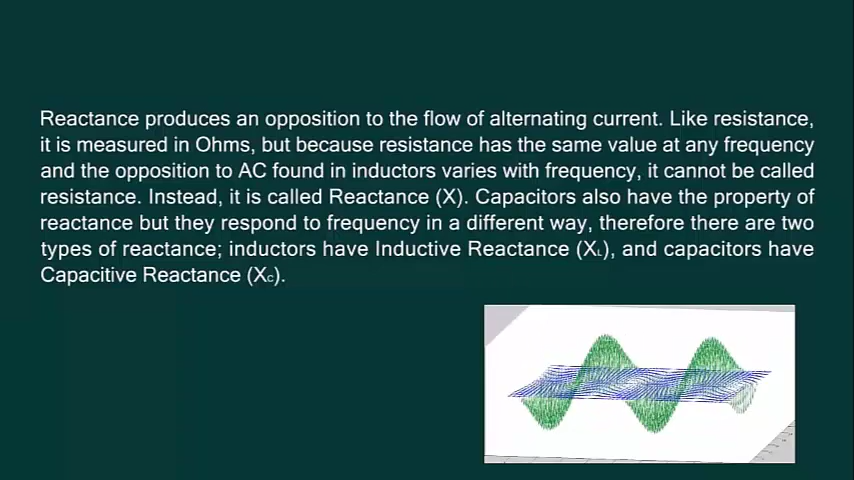 Reactance produces an opposition to the flow of alternating current. Like resistance,
it is measured in Ohms, but because resistance has the same value at any frequency
and the opposition to AC found in inductors varies with frequency, it cannot be called
resistance. Instead, it is called Reactance (X). Capacitors also have the property of
reactance but they respond to frequency in a different way, therefore there are two
types of reactance; inductors have Inductive Reactance (XL), and capacitors have
Capacitive Reactance (XC).